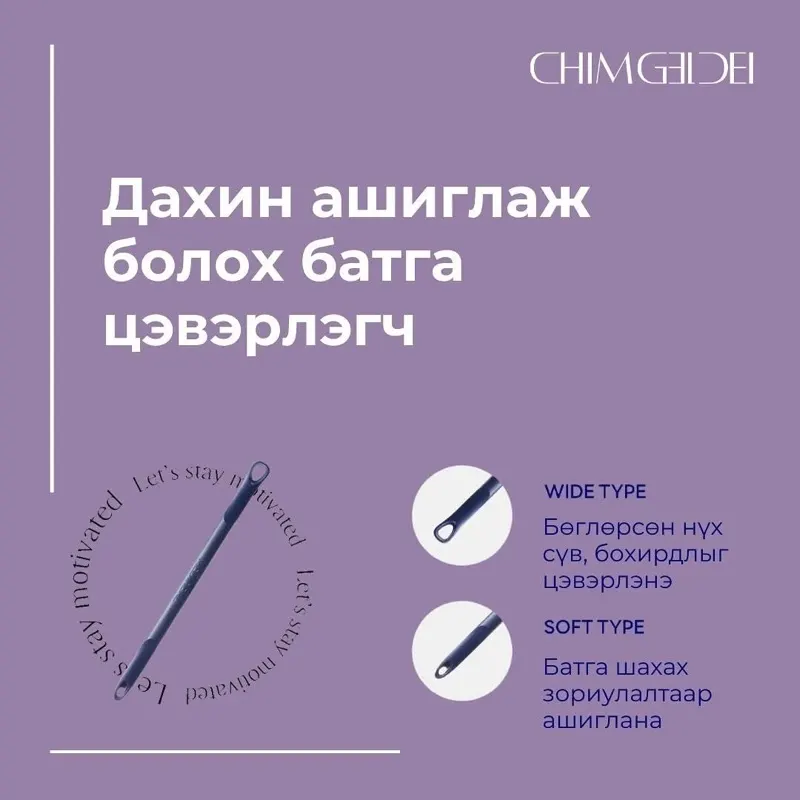 CHIMGEIDEI
Дахин ашиглаж
болох батга
цэвэрлэгч
Let's stay motivated
Let's stay motivated
Let's stay motivated
WIDE TYPE
Бөглөрсөн нүх
сүв, бохирдлыг
цэвэрлэнэ
SOFT TYPE
Батга шахах
зориулалтаар
ашиглана